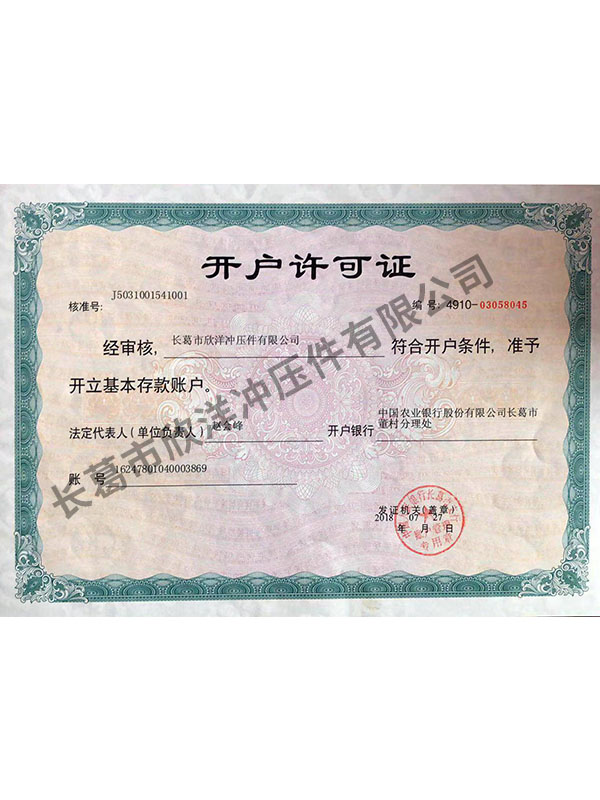 开户许可证
核准号: J5031001541001 编号: 4910-03058045
经审核, 长葛市欣洋冲压件有限公司 符合开户条件, 准予
开立基本存款账户。
法定代表人(单位负责人) 赵会峰 开户银行 中国农业银行股份有限公司长葛市
董村分理处
账 号 16247801040003869
发证机关(盖章)
2018 年 07 月 27 日
专用章
长葛市欣洋冲压件有限公司